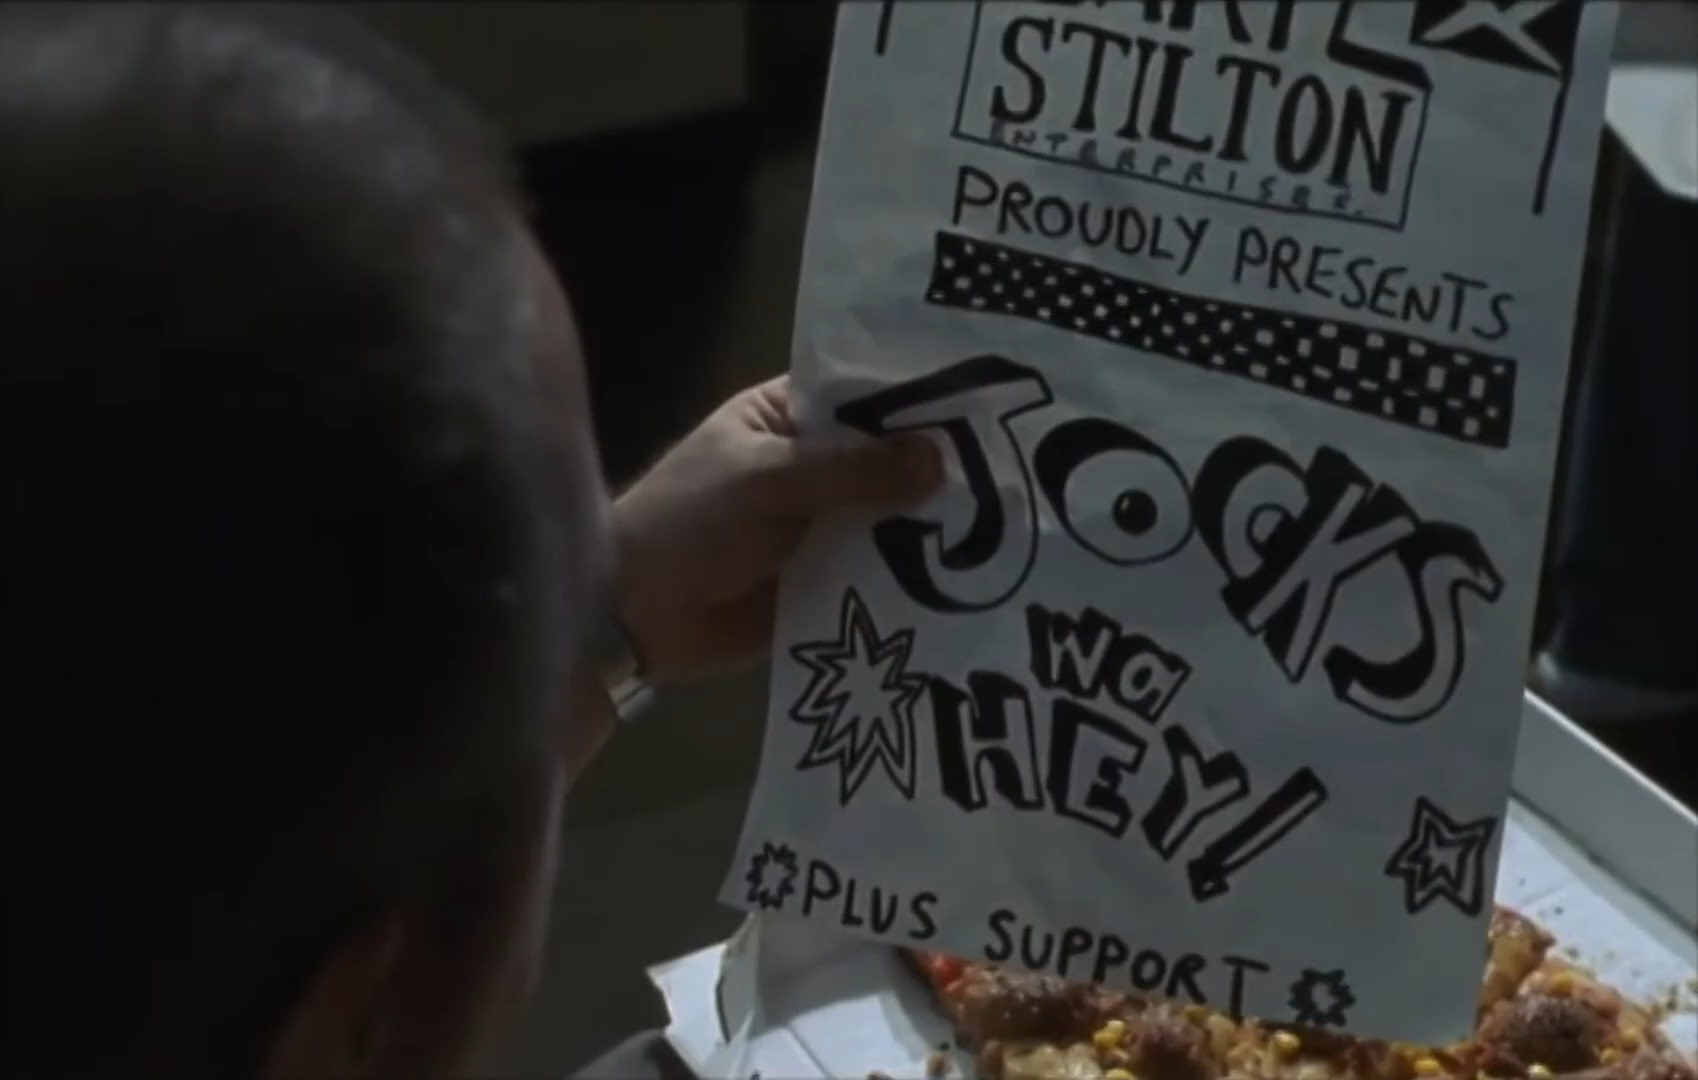 STILTON
ENTERPRISES.
PROUDLY PRESENTS
JOCKS
Wa
HEY!
PLUS SUPPORT